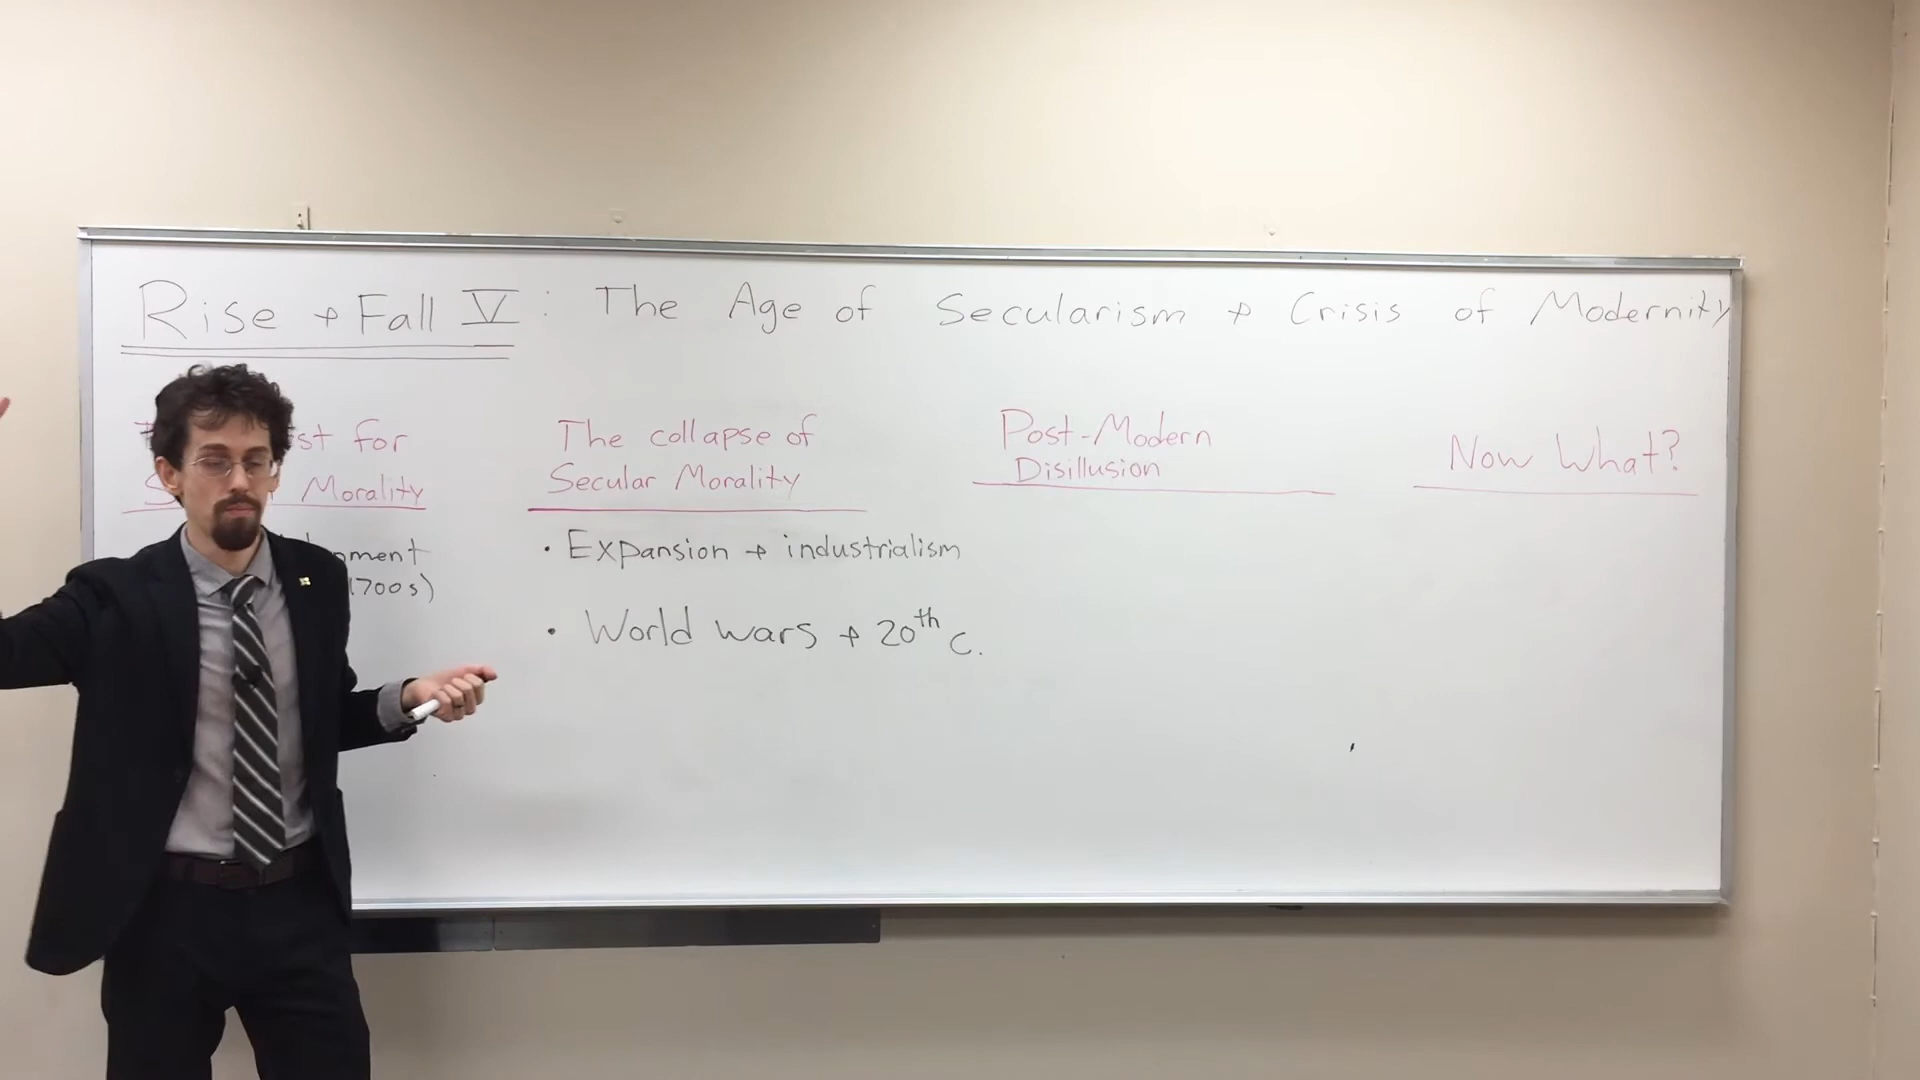 Rise + Fall V: The Age of Secularism + Crisis of Modernity
for
Morality
1700s)
The collapse of
Secular Morality
• Expansion + industrialism
• World wars + 20th c.
Post-Modern
Disillusion
Now What?